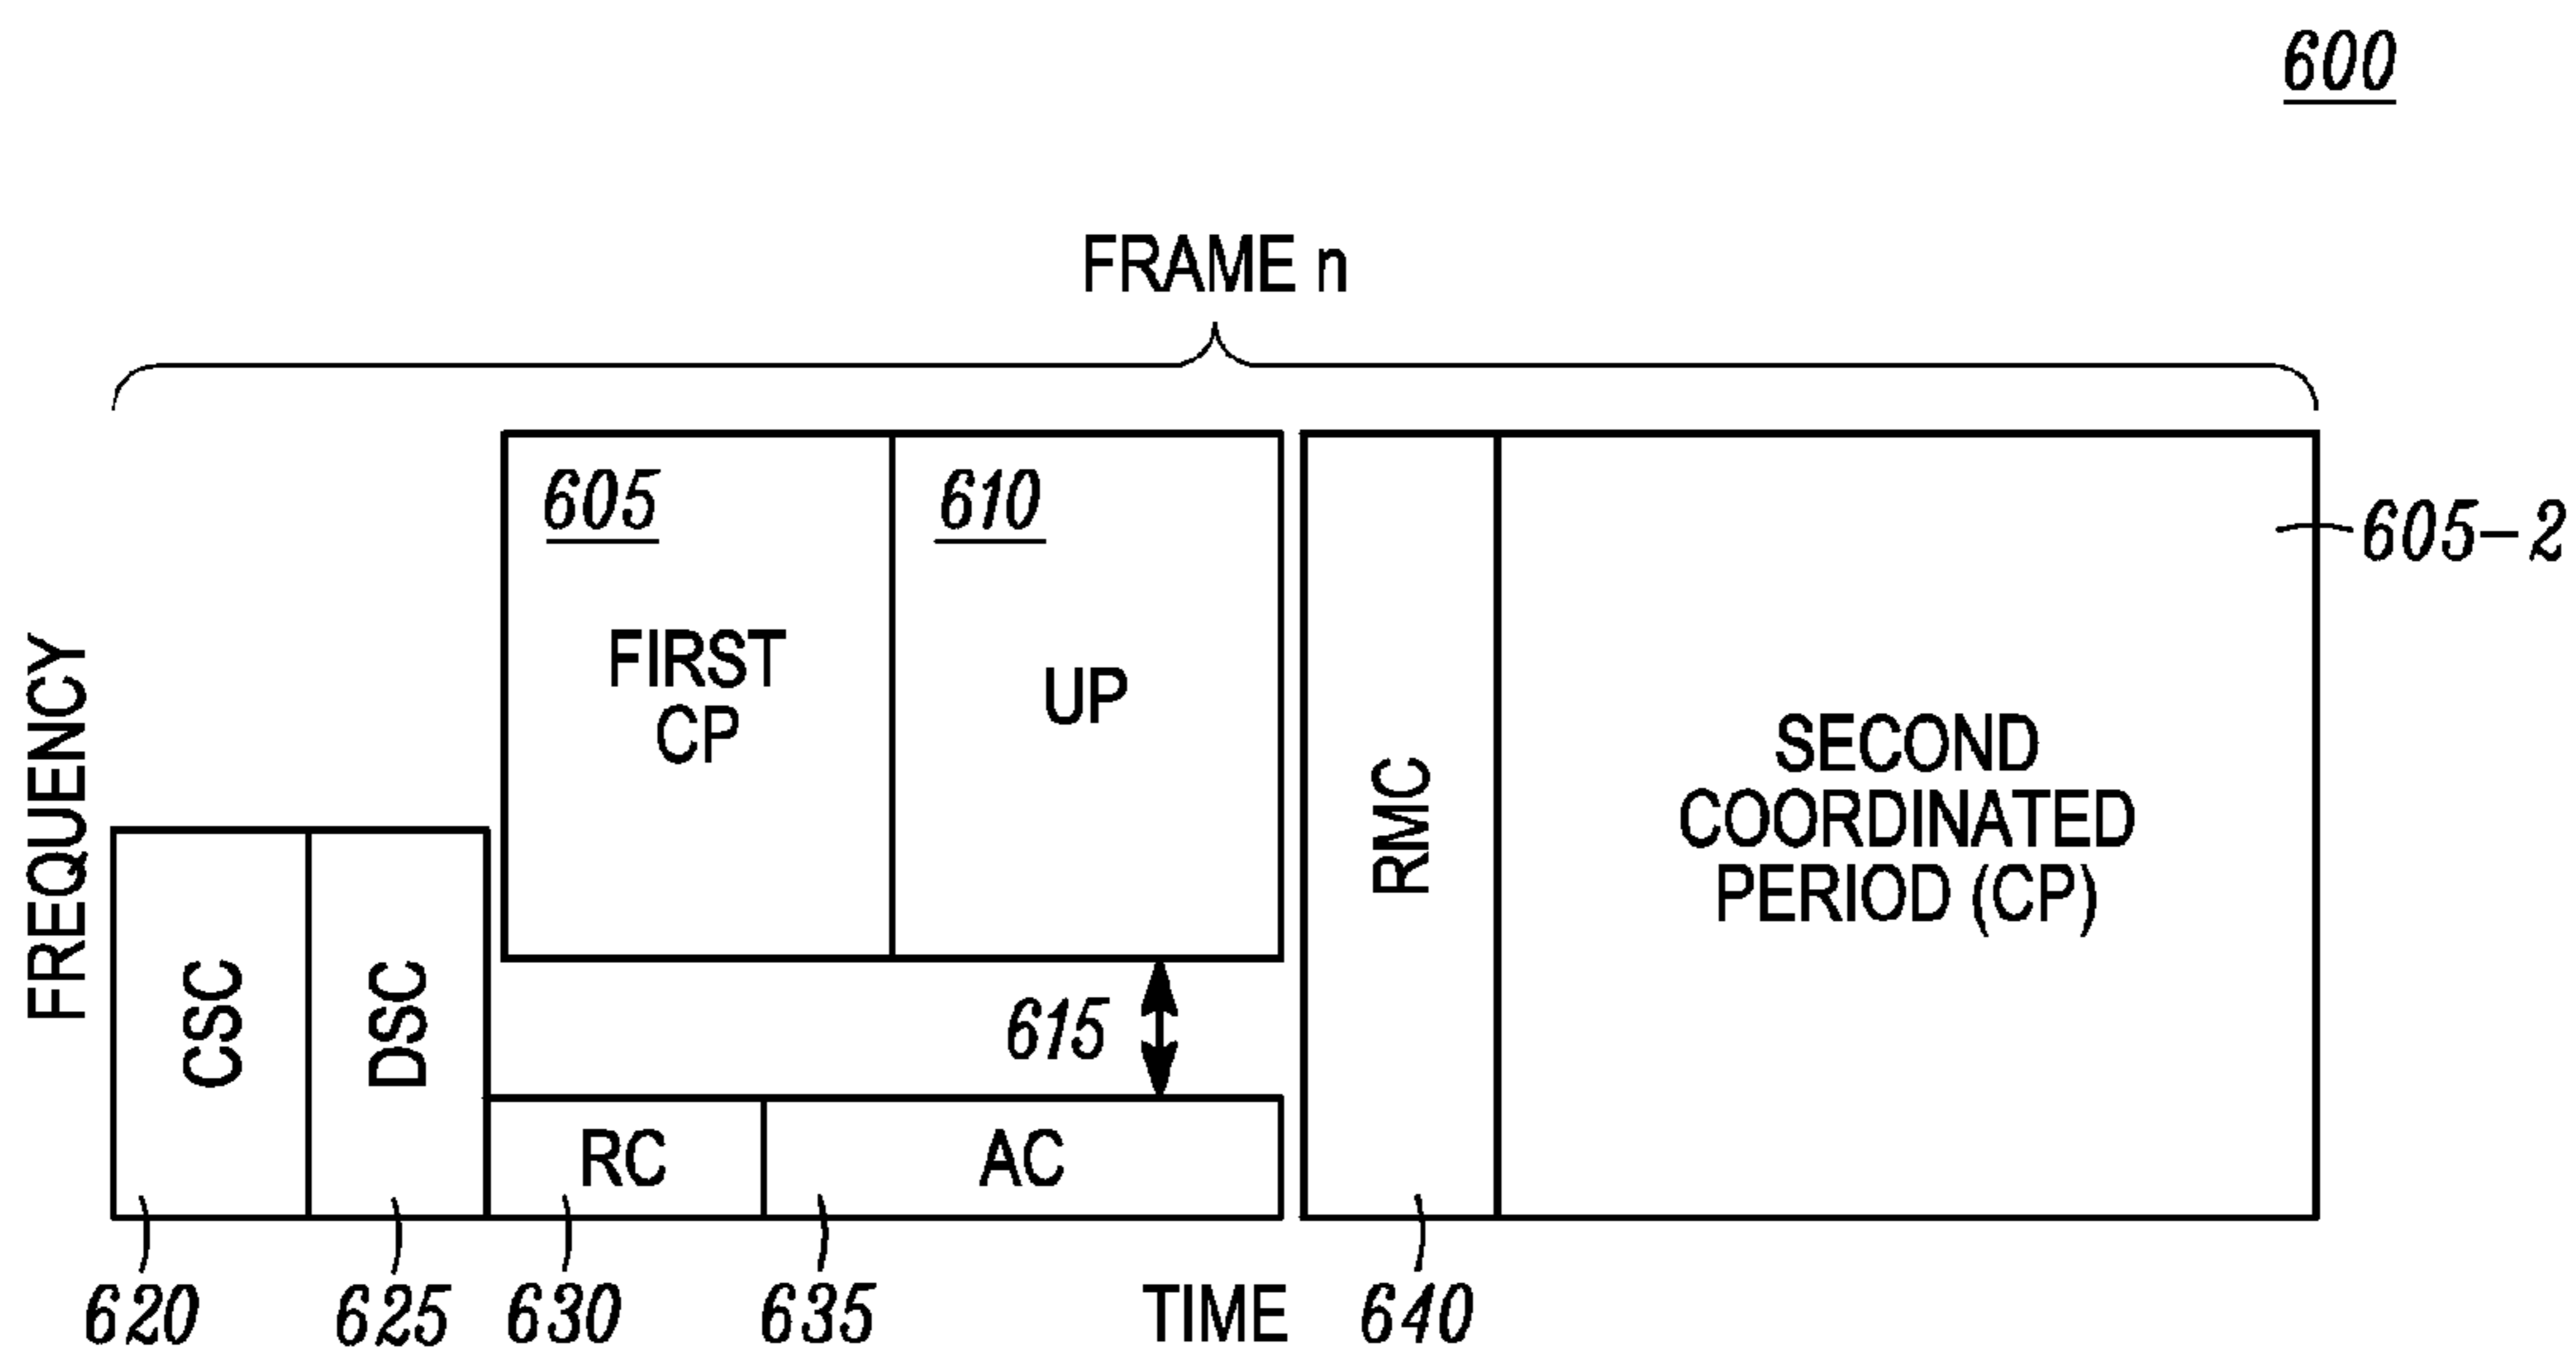 600
FRAME n
605
610
605-2
FIRST
CP
UP
FREQUENCY
CSC
DSC
RMC
SECOND
COORDINATED
PERIOD (CP)
615
RC
AC
620
625
630
635
TIME
640